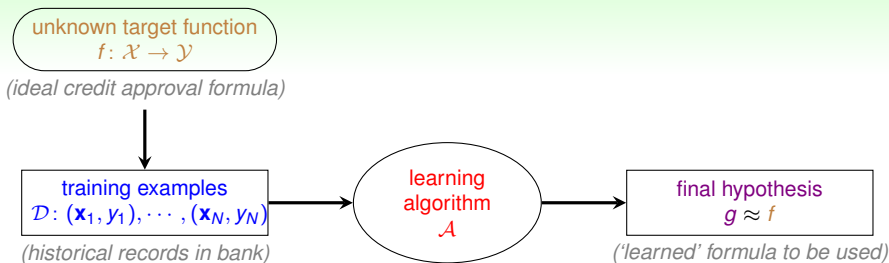 unknown target function
f: 𝒳 → 𝒴
(ideal credit approval formula)
training examples
𝒟: (x₁, y₁), ⋯ , (x_N, y_N)
(historical records in bank)
learning
algorithm
𝒜
final hypothesis
g ≈ f
(‘learned’ formula to be used)